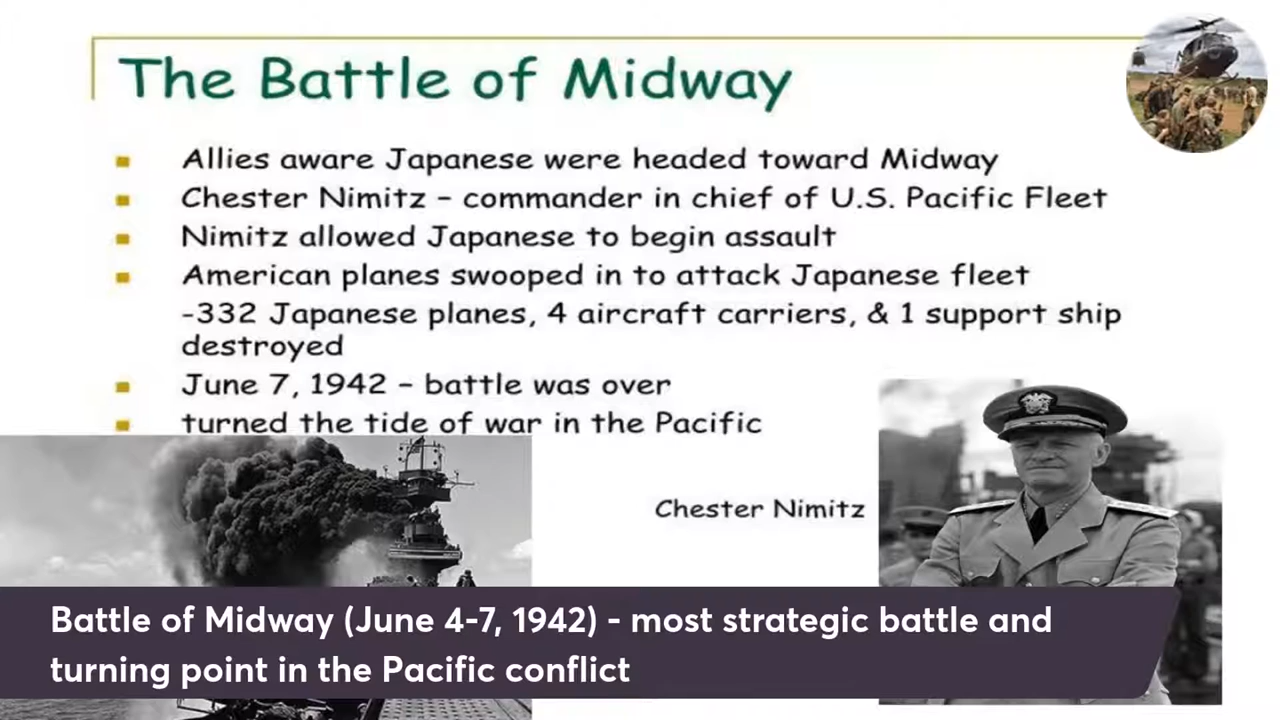 The Battle of Midway
Allies aware Japanese were headed toward Midway
Chester Nimitz – commander in chief of U.S. Pacific Fleet
Nimitz allowed Japanese to begin assault
American planes swooped in to attack Japanese fleet
-332 Japanese planes, 4 aircraft carriers, & 1 support ship
destroyed
June 7, 1942 – battle was over
turned the tide of war in the Pacific
Chester Nimitz
Battle of Midway (June 4-7, 1942) - most strategic battle and
turning point in the Pacific conflict